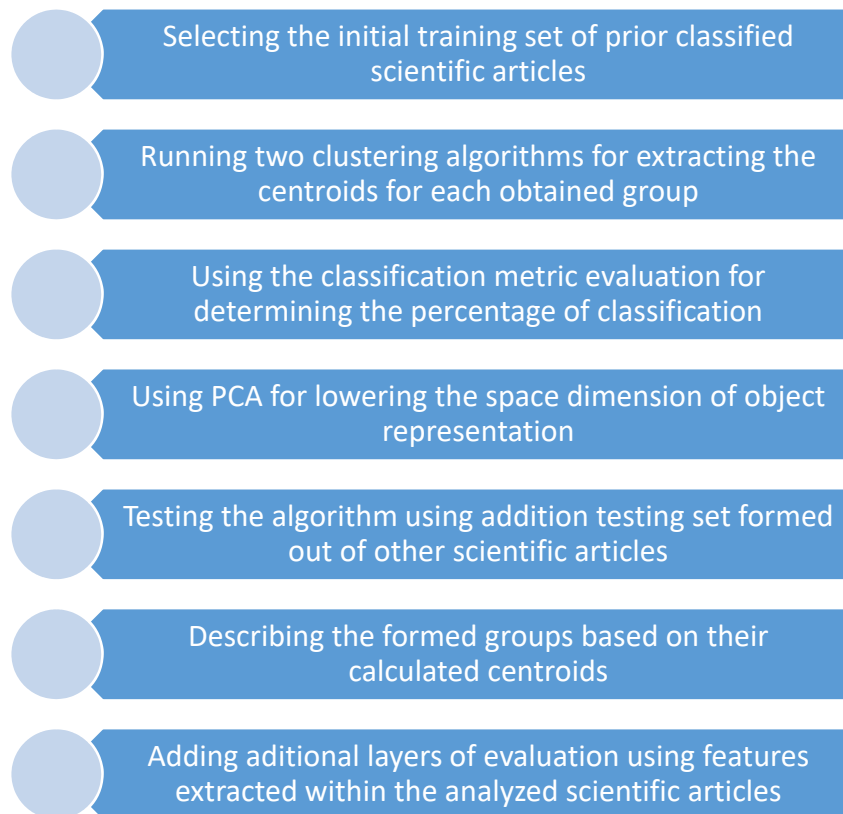 Selecting the initial training set of prior classified
scientific articles
Running two clustering algorithms for extracting the
centroids for each obtained group
Using the classification metric evaluation for
determining the percentage of classification
Using PCA for lowering the space dimension of object
representation
Testing the algorithm using addition testing set formed
out of other scientific articles
Describing the formed groups based on their
calculated centroids
Adding aditional layers of evaluation using features
extracted within the analyzed scientific articles